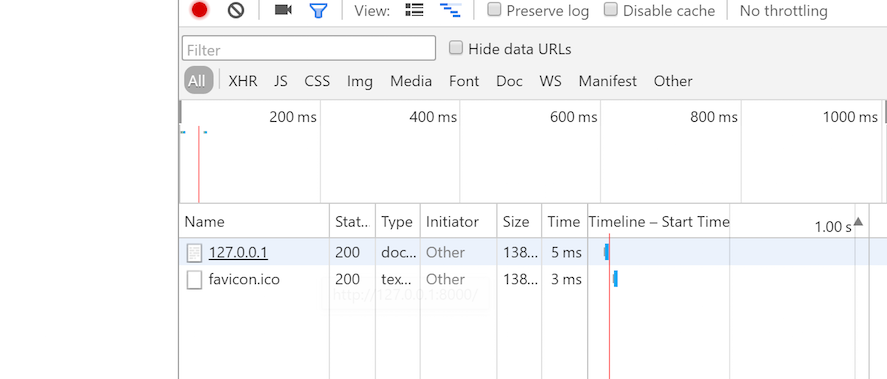 View: Preserve log Disable cache No throttling
Filter Hide data URLs
All XHR JS CSS Img Media Font Doc WS Manifest Other
200 ms 400 ms 600 ms 800 ms 1000 ms
Name Stat... Type Initiator Size Time Timeline – Start Time 1.00 s
127.0.0.1 200 doc... Other 138... 5 ms
favicon.ico 200 tex... Other 138... 3 ms
http://127.0.0.1:8000/